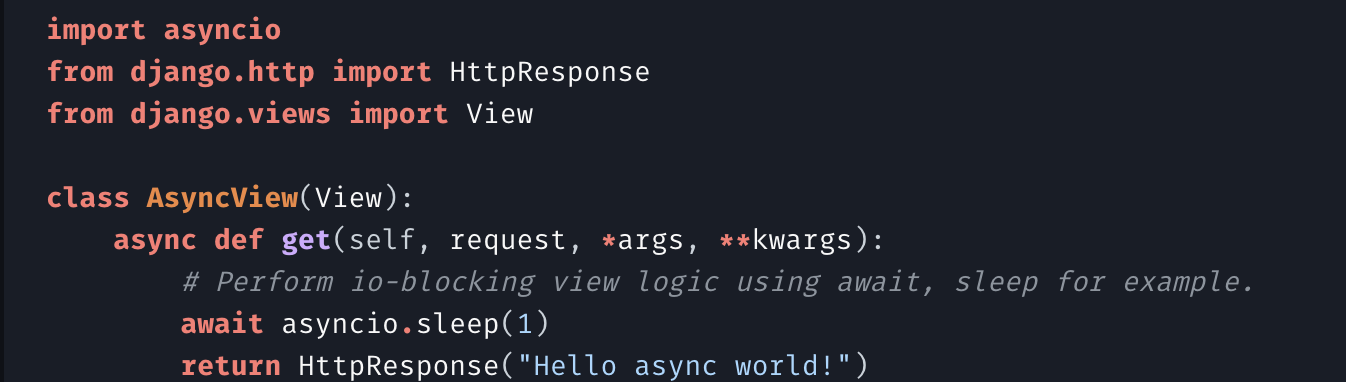 import asyncio
from django.http import HttpResponse
from django.views import View

class AsyncView(View):
    async def get(self, request, *args, **kwargs):
        # Perform io-blocking view logic using await, sleep for example.
        await asyncio.sleep(1)
        return HttpResponse("Hello async world!")